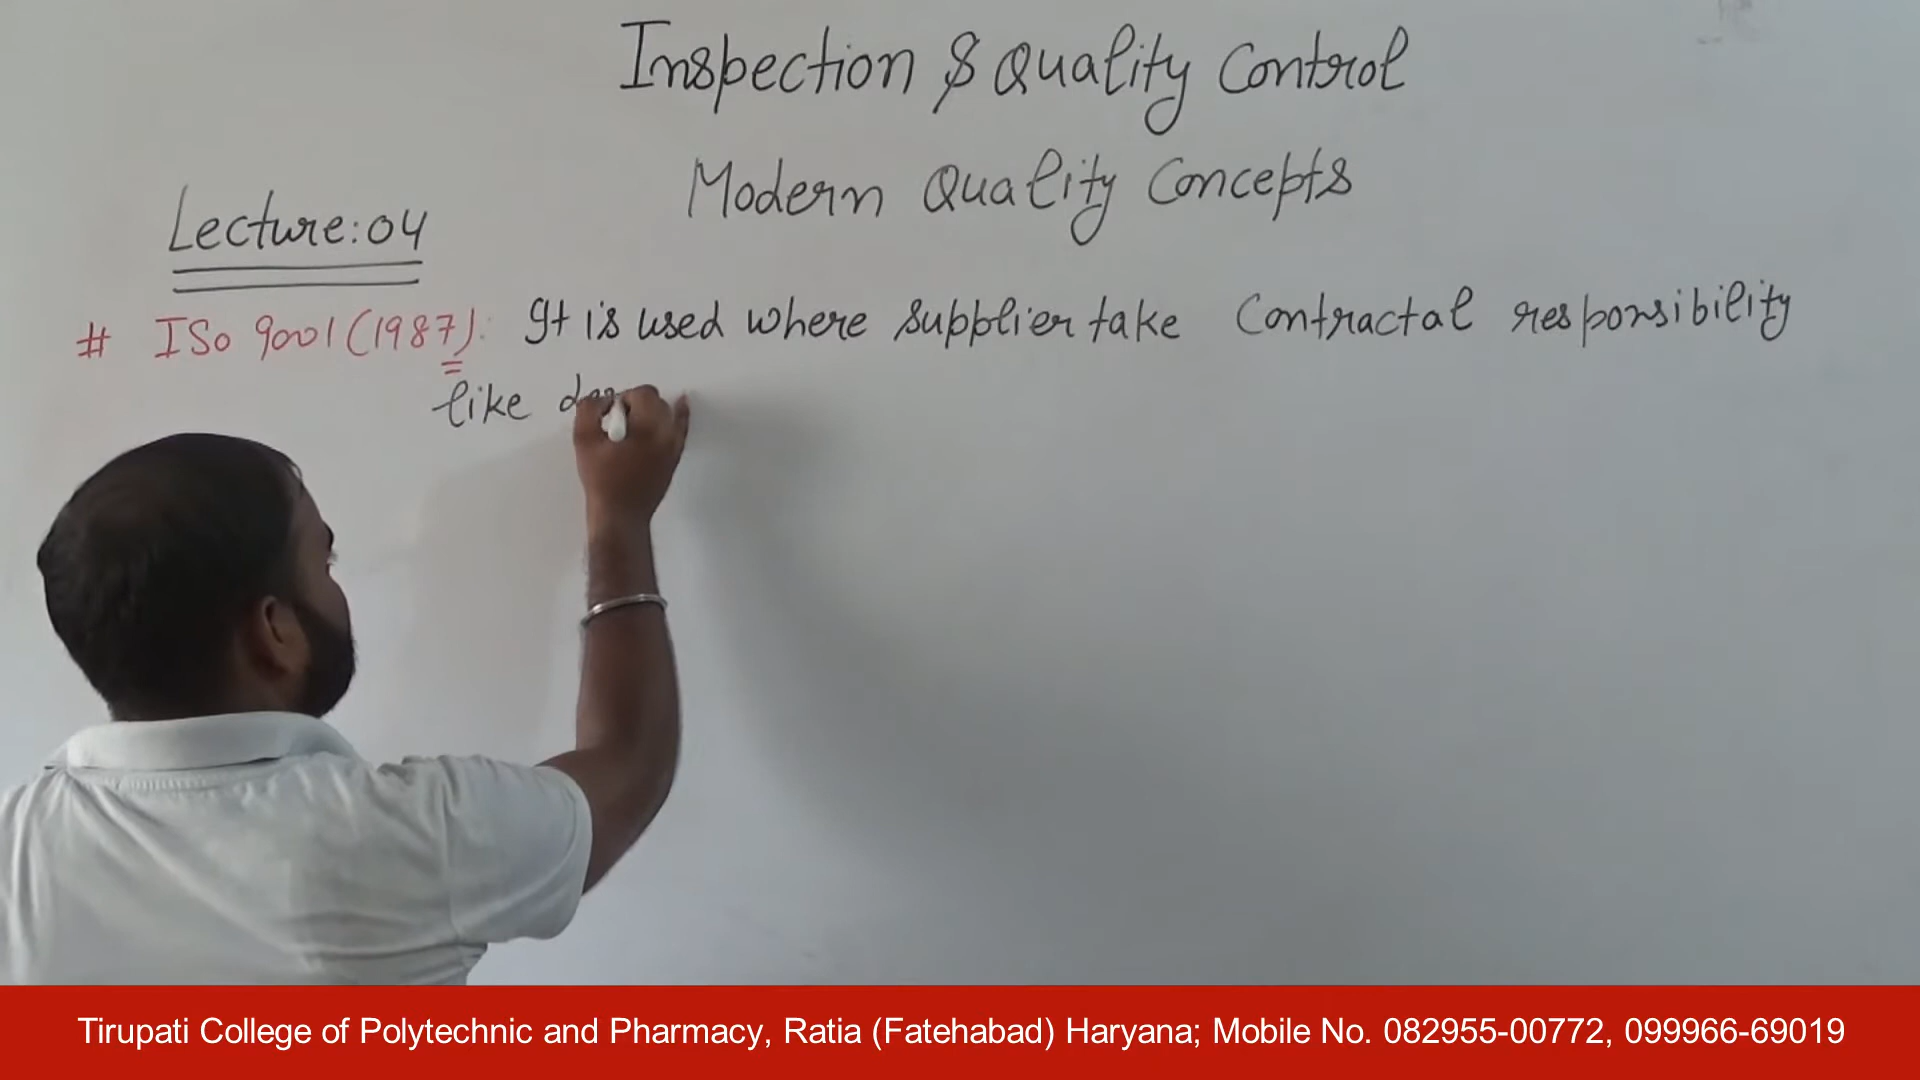 Inspection & Quality Control
Modern Quality Concepts
Lecture:04
# ISo 9001 (1987): It is used where supplier take Contractal responsibility
like
Tirupati College of Polytechnic and Pharmacy, Ratia (Fatehabad) Haryana; Mobile No. 082955-00772, 099966-69019